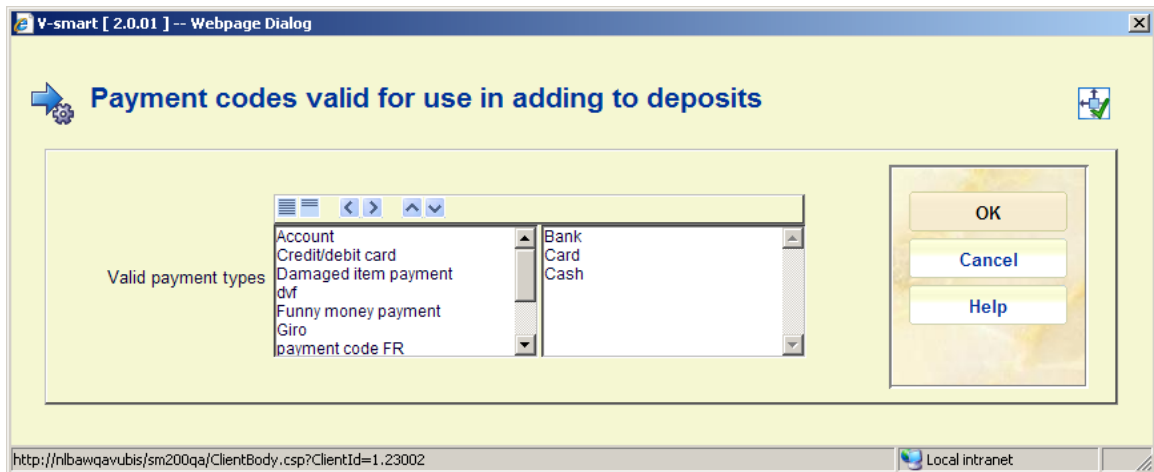 V-smart [ 2.0.01 ] -- Webpage Dialog
Payment codes valid for use in adding to deposits
Valid payment types
Account
Credit/debit card
Damaged item payment
dvf
Funny money payment
Giro
payment code FR
Bank
Card
Cash
OK
Cancel
Help
http://nlbawqavubis/sm200qa/ClientBody.csp?ClientId=1.23002
Local intranet